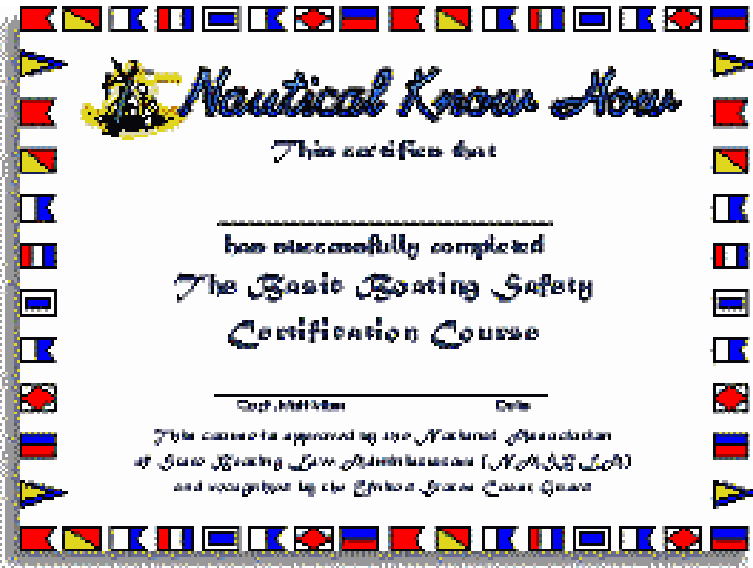 Nautical Know How
This certifies that
has successfully completed
The Basic Boating Safety
Certification Course
Date
This course is approved by the National Association
of State Boating Law Administrators (NASBLA)
and recognized by the United States Coast Guard